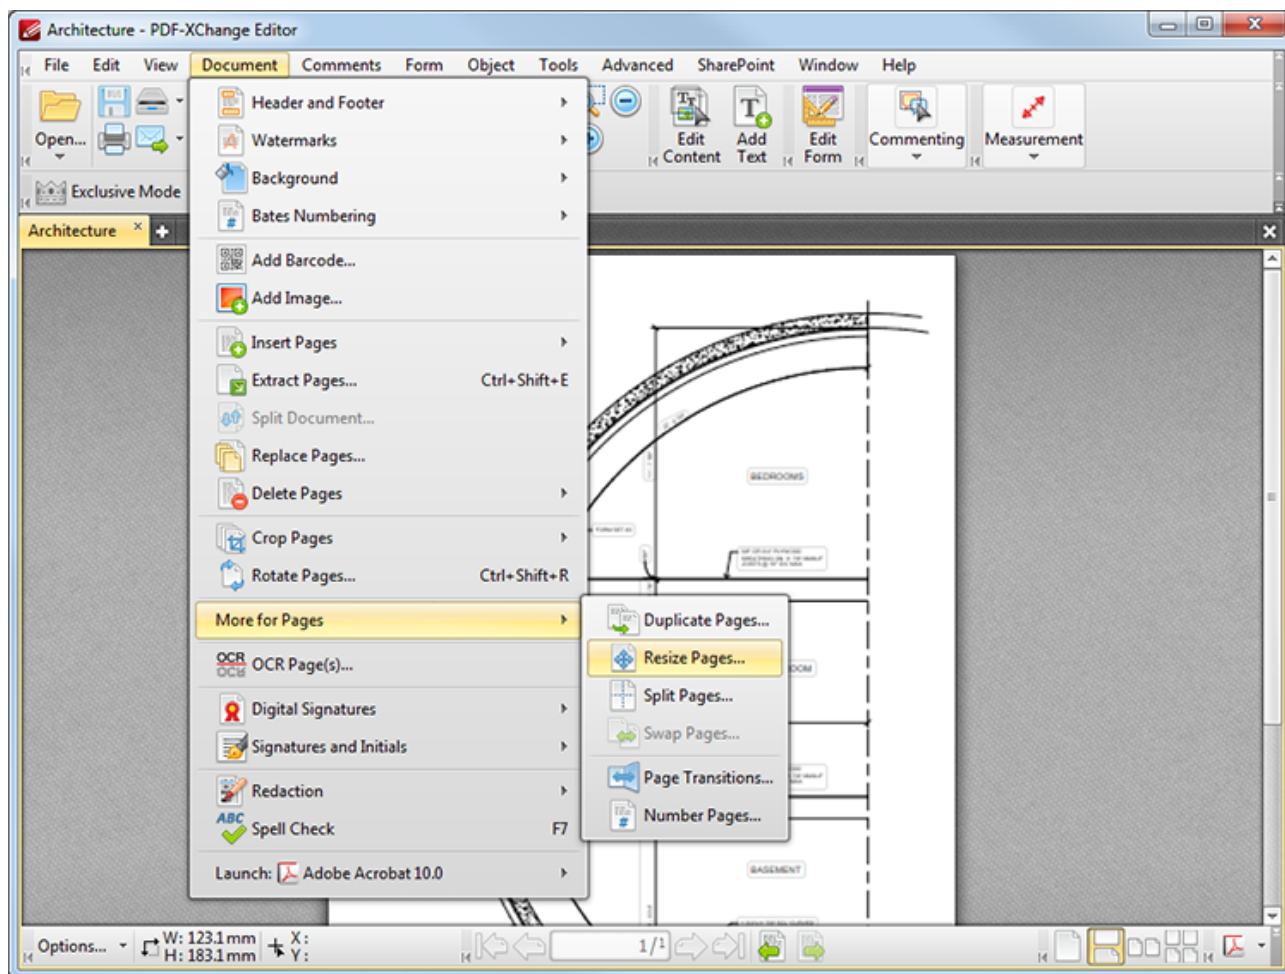 Architecture - PDF-XChange Editor
File Edit View Document Comments Form Object Tools Advanced SharePoint Window Help
Open...
Edit Content
Add Text
Edit Form
Commenting
Measurement
Exclusive Mode
Architecture
Header and Footer
Watermarks
Background
Bates Numbering
Add Barcode...
Add Image...
Insert Pages
Extract Pages... Ctrl+Shift+E
Split Document...
Replace Pages...
Delete Pages
Crop Pages
Rotate Pages... Ctrl+Shift+R
More for Pages
OCR Page(s)...
Digital Signatures
Signatures and Initials
Redaction
Spell Check F7
Launch: Adobe Acrobat 10.0
Duplicate Pages...
Resize Pages...
Split Pages...
Swap Pages...
Page Transitions...
Number Pages...
BEDROOMS
OOM
BASEMENT
Options...
W: 123.1 mm
H: 183.1 mm
X:
Y:
1/1